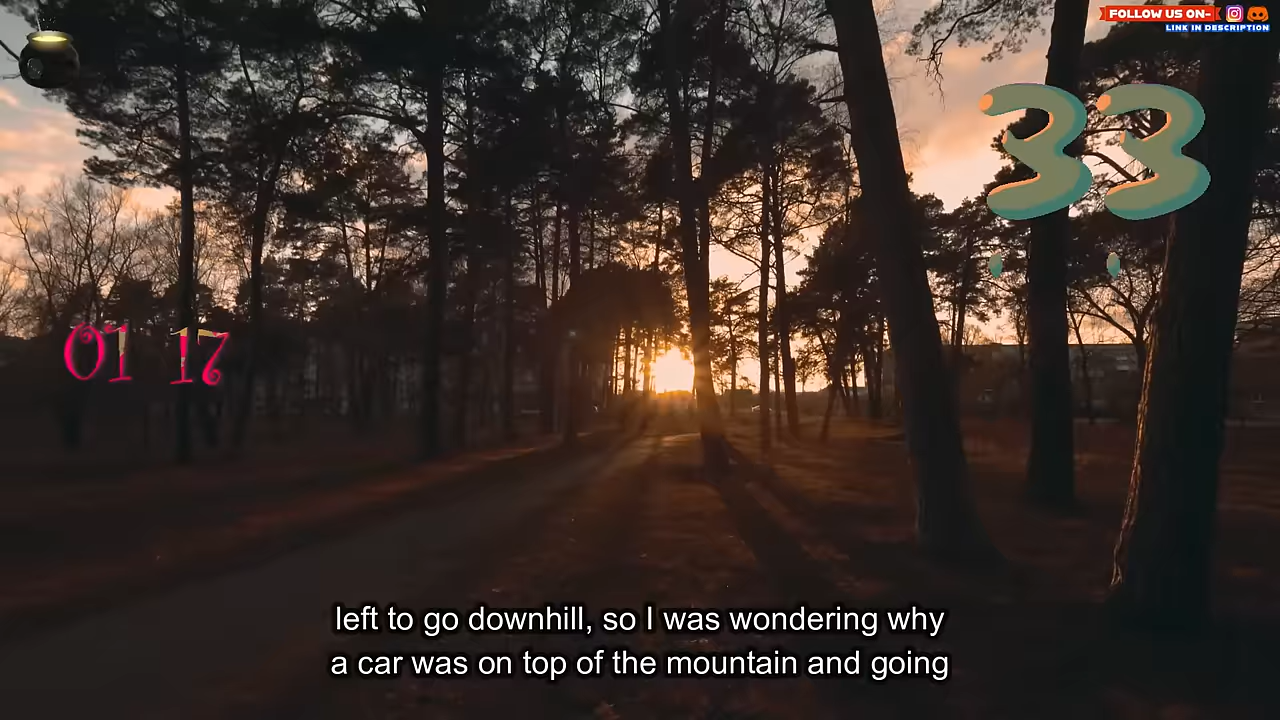 FOLLOW US ON-
LINK IN DESCRIPTION
33
01 17
left to go downhill, so I was wondering why
a car was on top of the mountain and going